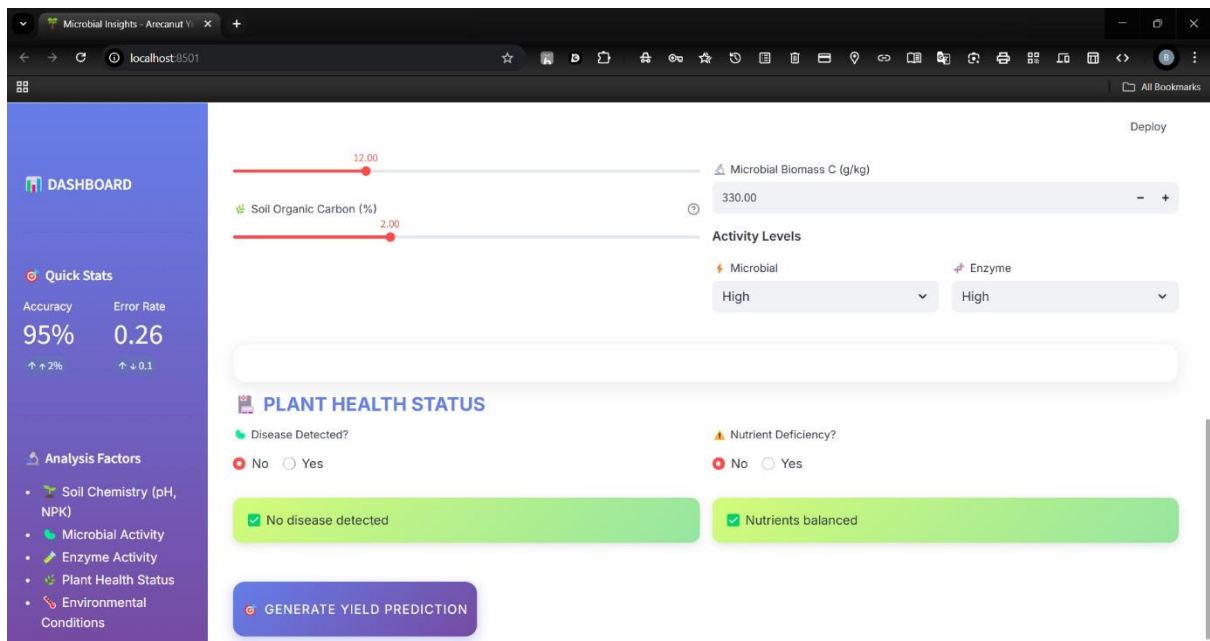 Microbial Insights - Arecanut Yi
localhost:8501
All Bookmarks
Deploy
DASHBOARD
Quick Stats
Accuracy
Error Rate
95%
0.26
↑ ↑ 2%
↑ ↓ 0.1
Analysis Factors
• Soil Chemistry (pH,
NPK)
• Microbial Activity
• Enzyme Activity
• Plant Health Status
• Environmental
Conditions
12.00
Soil Organic Carbon (%)
2.00
Microbial Biomass C (g/kg)
330.00
Activity Levels
Microbial
Enzyme
High
High
PLANT HEALTH STATUS
Disease Detected?
No Yes
Nutrient Deficiency?
No Yes
No disease detected
Nutrients balanced
GENERATE YIELD PREDICTION